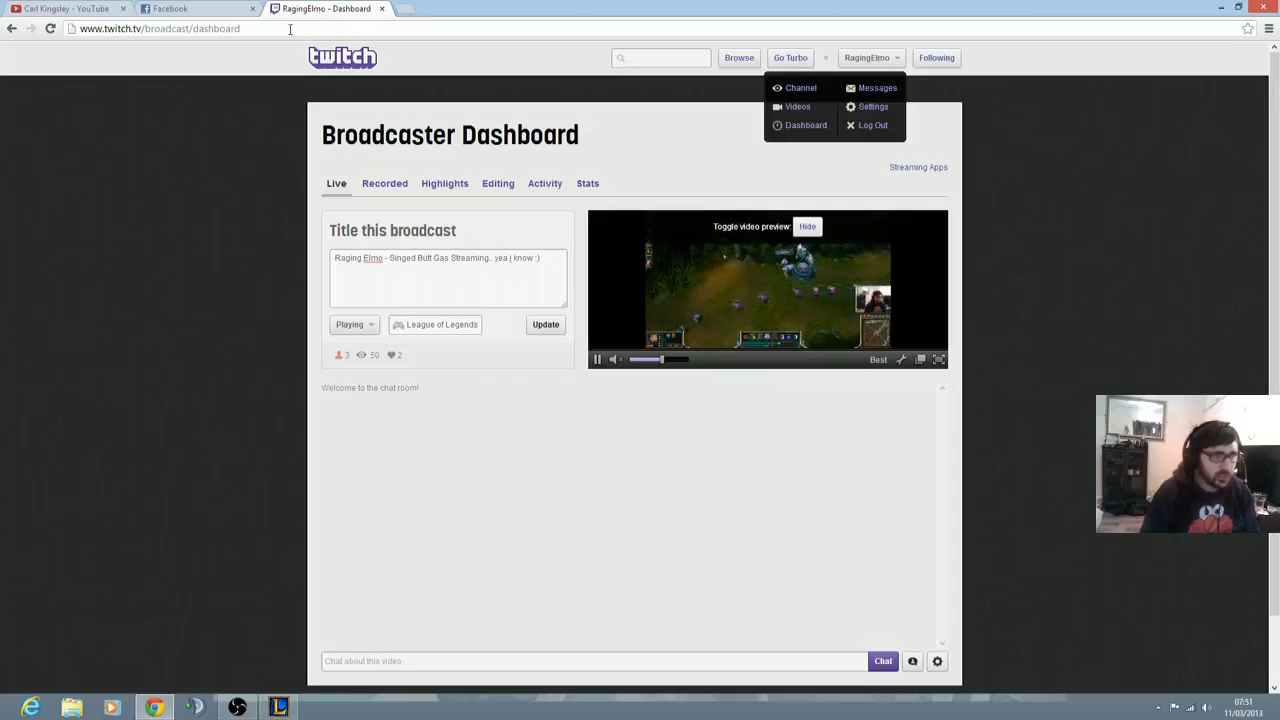 Carl Kingsley - YouTube
Facebook
RagingElmo - Dashboard
www.twitch.tv/broadcast/dashboard
twitch
Browse
Go Turbo
RagingElmo
Following
Channel
Messages
Videos
Settings
Dashboard
Log Out
Broadcaster Dashboard
Streaming Apps
Live
Recorded
Highlights
Editing
Activity
Stats
Title this broadcast
Toggle video preview:
Hide
Raging Elmo - Singed Butt Gas Streaming...yea j know :)
Playing
League of Legends
Update
3
50
2
Best
Welcome to the chat room!
Chat about this video
Chat
07:51
11/03/2013